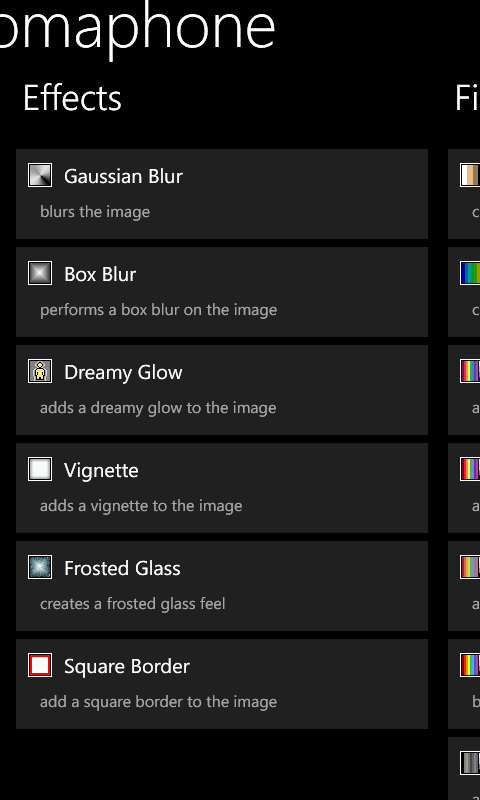 omaphone
Effects
Fi
Gaussian Blur
blurs the image
c
Box Blur
performs a box blur on the image
c
Dreamy Glow
adds a dreamy glow to the image
a
Vignette
adds a vignette to the image
a
Frosted Glass
creates a frosted glass feel
a
Square Border
add a square border to the image
b
a